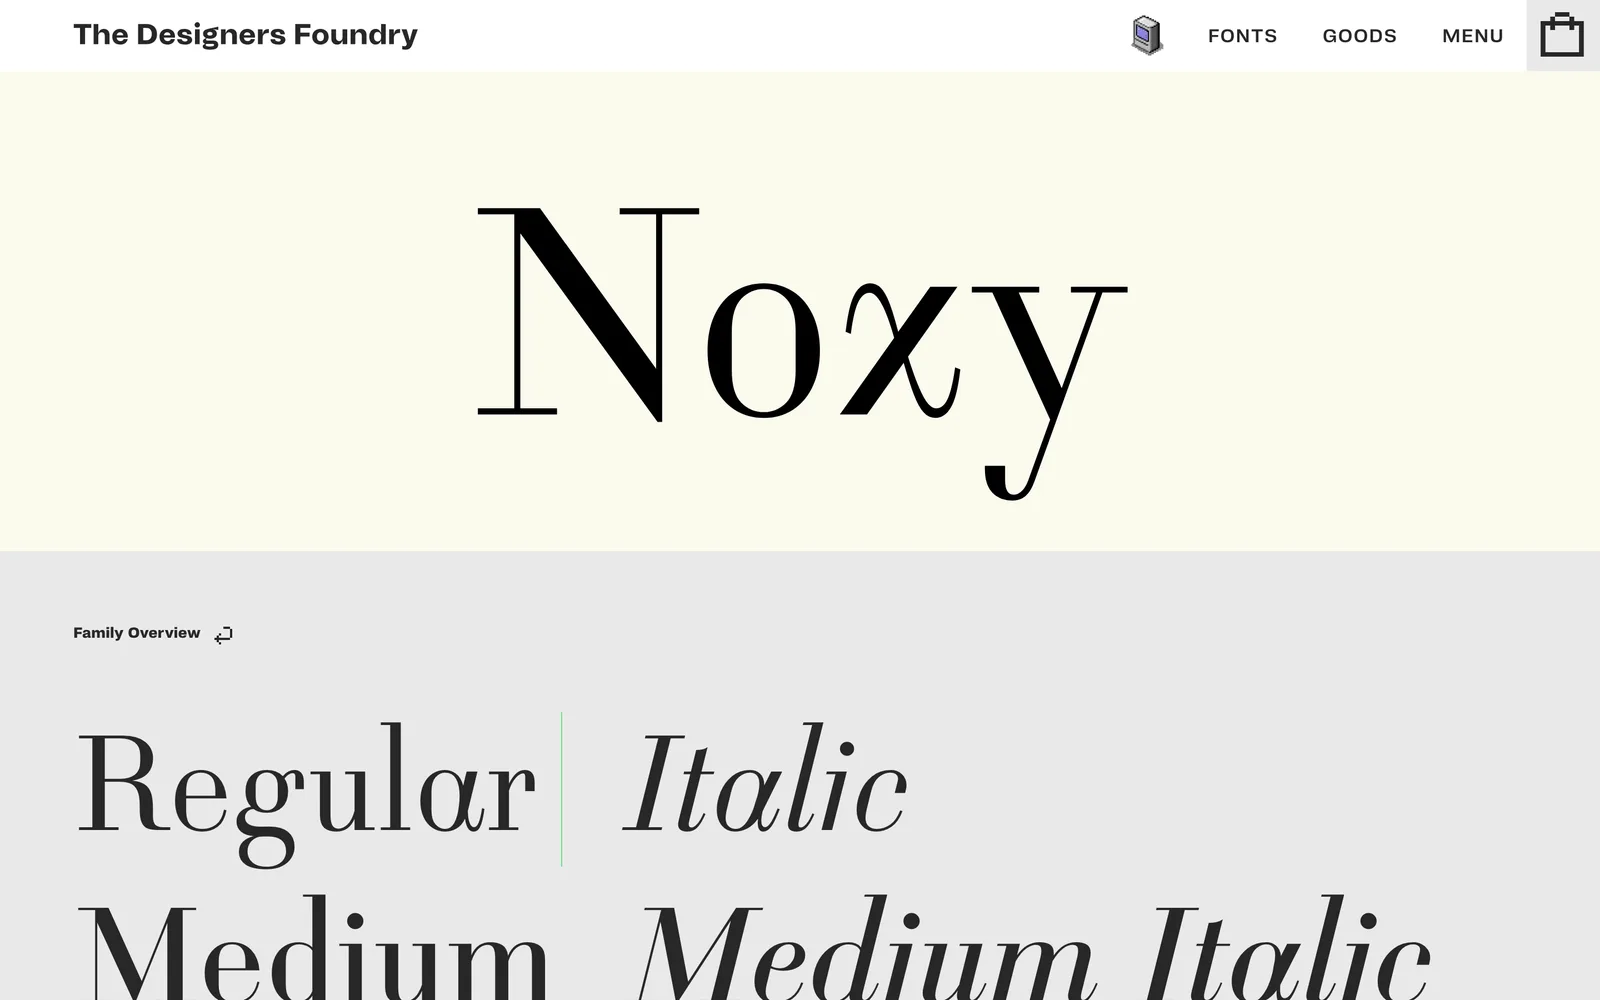 The Designers Foundry
FONTS GOODS MENU
Noxy
Family Overview
Regular Italic
Medium Medium Italic